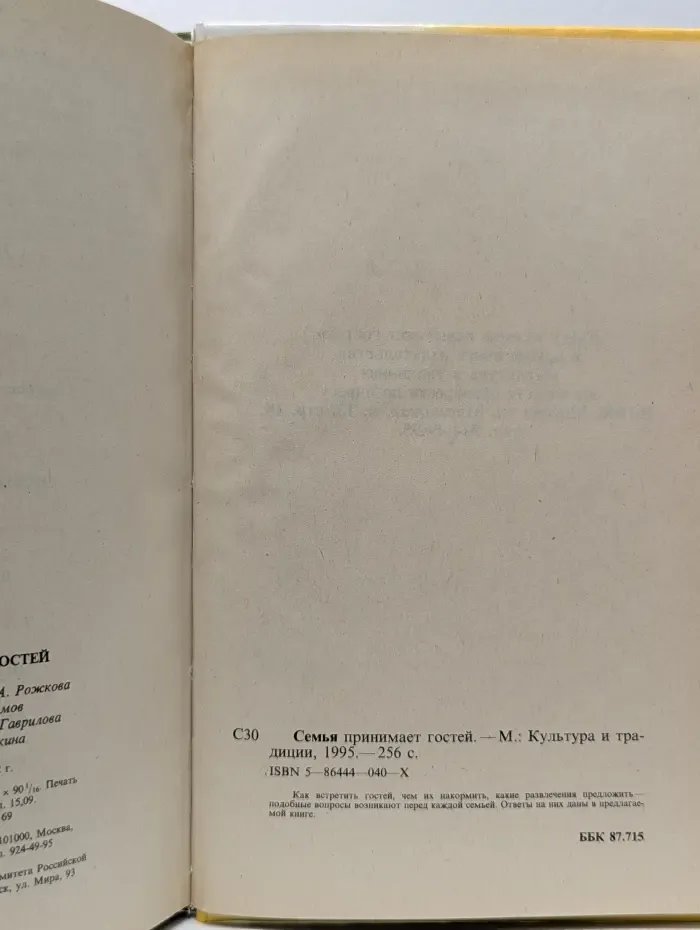 ОСТЕЙ
А. Рожкова
мов
Гаврилова
кина
г.
× 90 1/16. Печать
л. 15,09.
69
101000, Москва,
л. 924-49-95
митета Российской
ск, ул. Мира, 93
С30 Семья принимает гостей.—М.: Культура и тра-
диции, 1995.—256 с.
ISBN 5—86444—040—X
Как встретить гостей, чем их накормить, какие развлечения предложить—
подобные вопросы возникают перед каждой семьей. Ответы на них даны в предлагае-
мой книге.
ББК 87.715